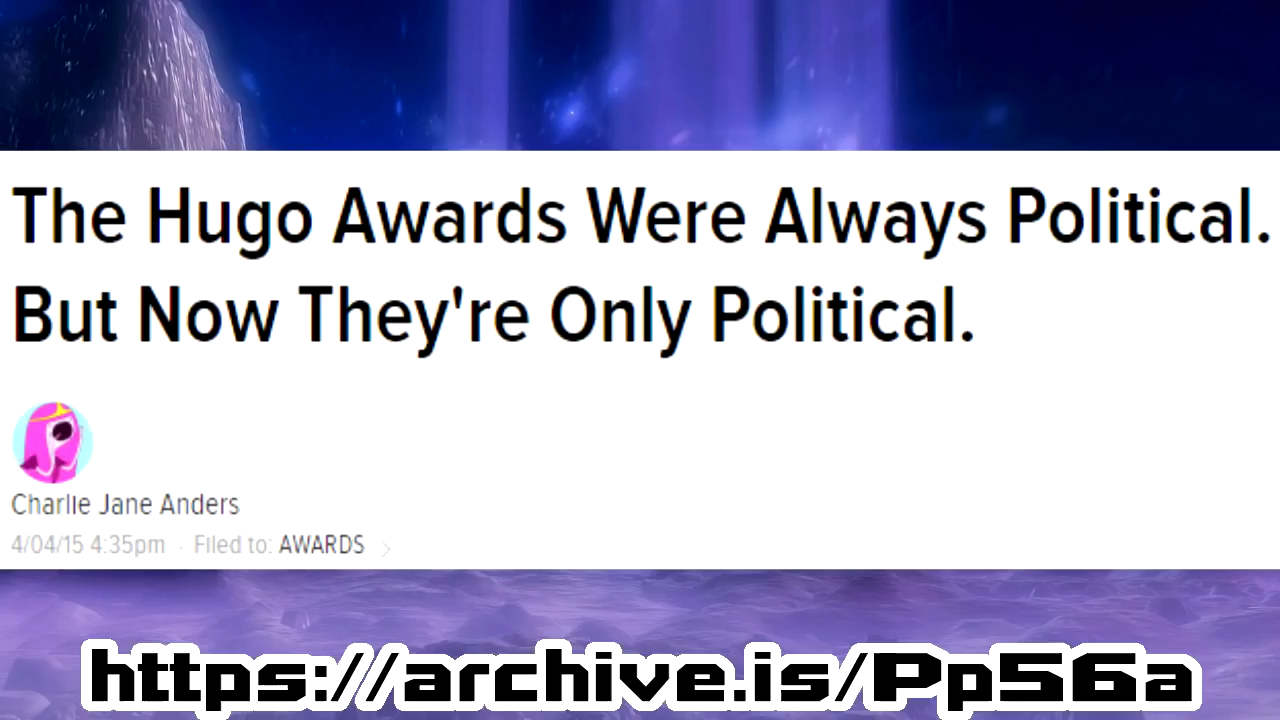 The Hugo Awards Were Always Political.
But Now They're Only Political.
Charlie Jane Anders
4/04/15 4:35pm · Filed to: AWARDS >
https://archive.is/Pp56a